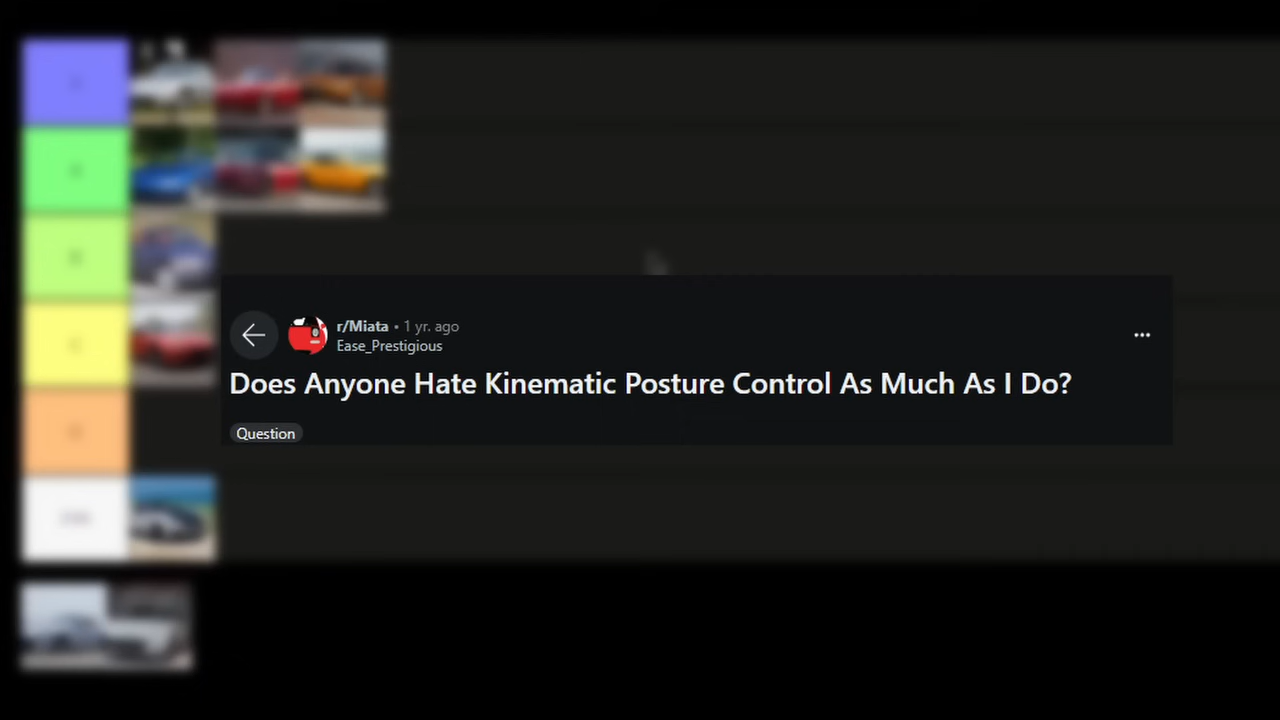 r/Miata • 1 yr. ago
Ease_Prestigious
Does Anyone Hate Kinematic Posture Control As Much As I Do?
Question